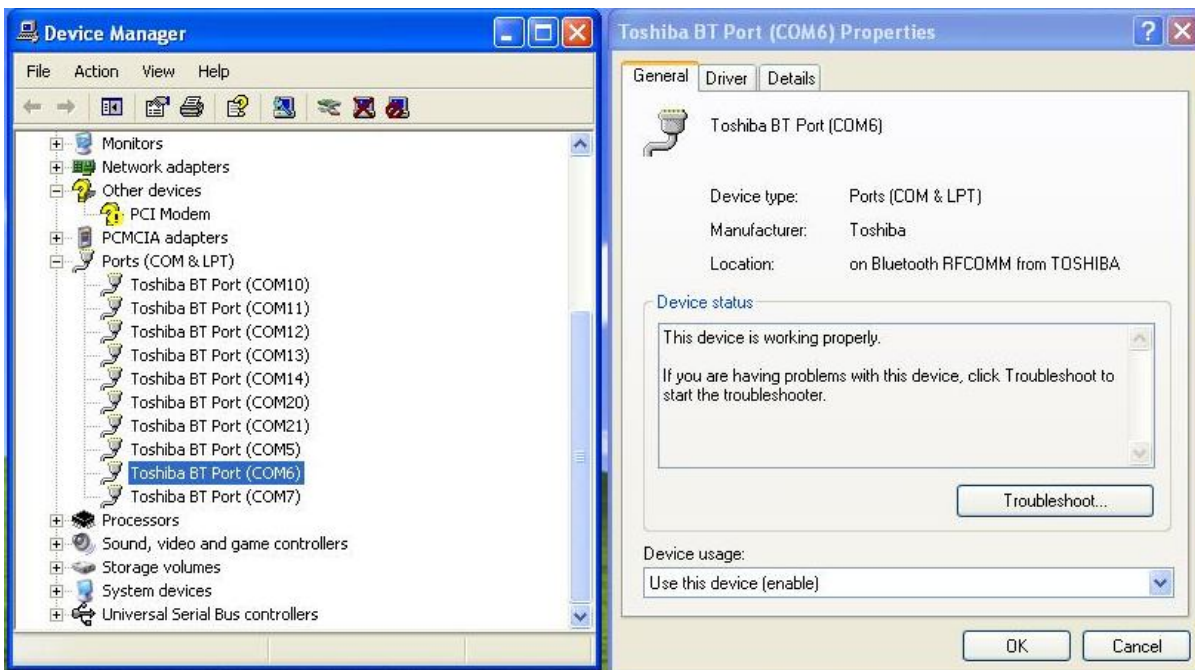 Device Manager
File Action View Help
Monitors
Network adapters
Other devices
PCI Modem
PCMCIA adapters
Ports (COM & LPT)
Toshiba BT Port (COM10)
Toshiba BT Port (COM11)
Toshiba BT Port (COM12)
Toshiba BT Port (COM13)
Toshiba BT Port (COM14)
Toshiba BT Port (COM20)
Toshiba BT Port (COM21)
Toshiba BT Port (COM5)
Toshiba BT Port (COM6)
Toshiba BT Port (COM7)
Processors
Sound, video and game controllers
Storage volumes
System devices
Universal Serial Bus controllers
Toshiba BT Port (COM6) Properties
General Driver Details
Toshiba BT Port (COM6)
Device type: Ports (COM & LPT)
Manufacturer: Toshiba
Location: on Bluetooth RFCOMM from TOSHIBA
Device status
This device is working properly.
If you are having problems with this device, click Troubleshoot to
start the troubleshooter.
Troubleshoot...
Device usage:
Use this device (enable)
OK Cancel